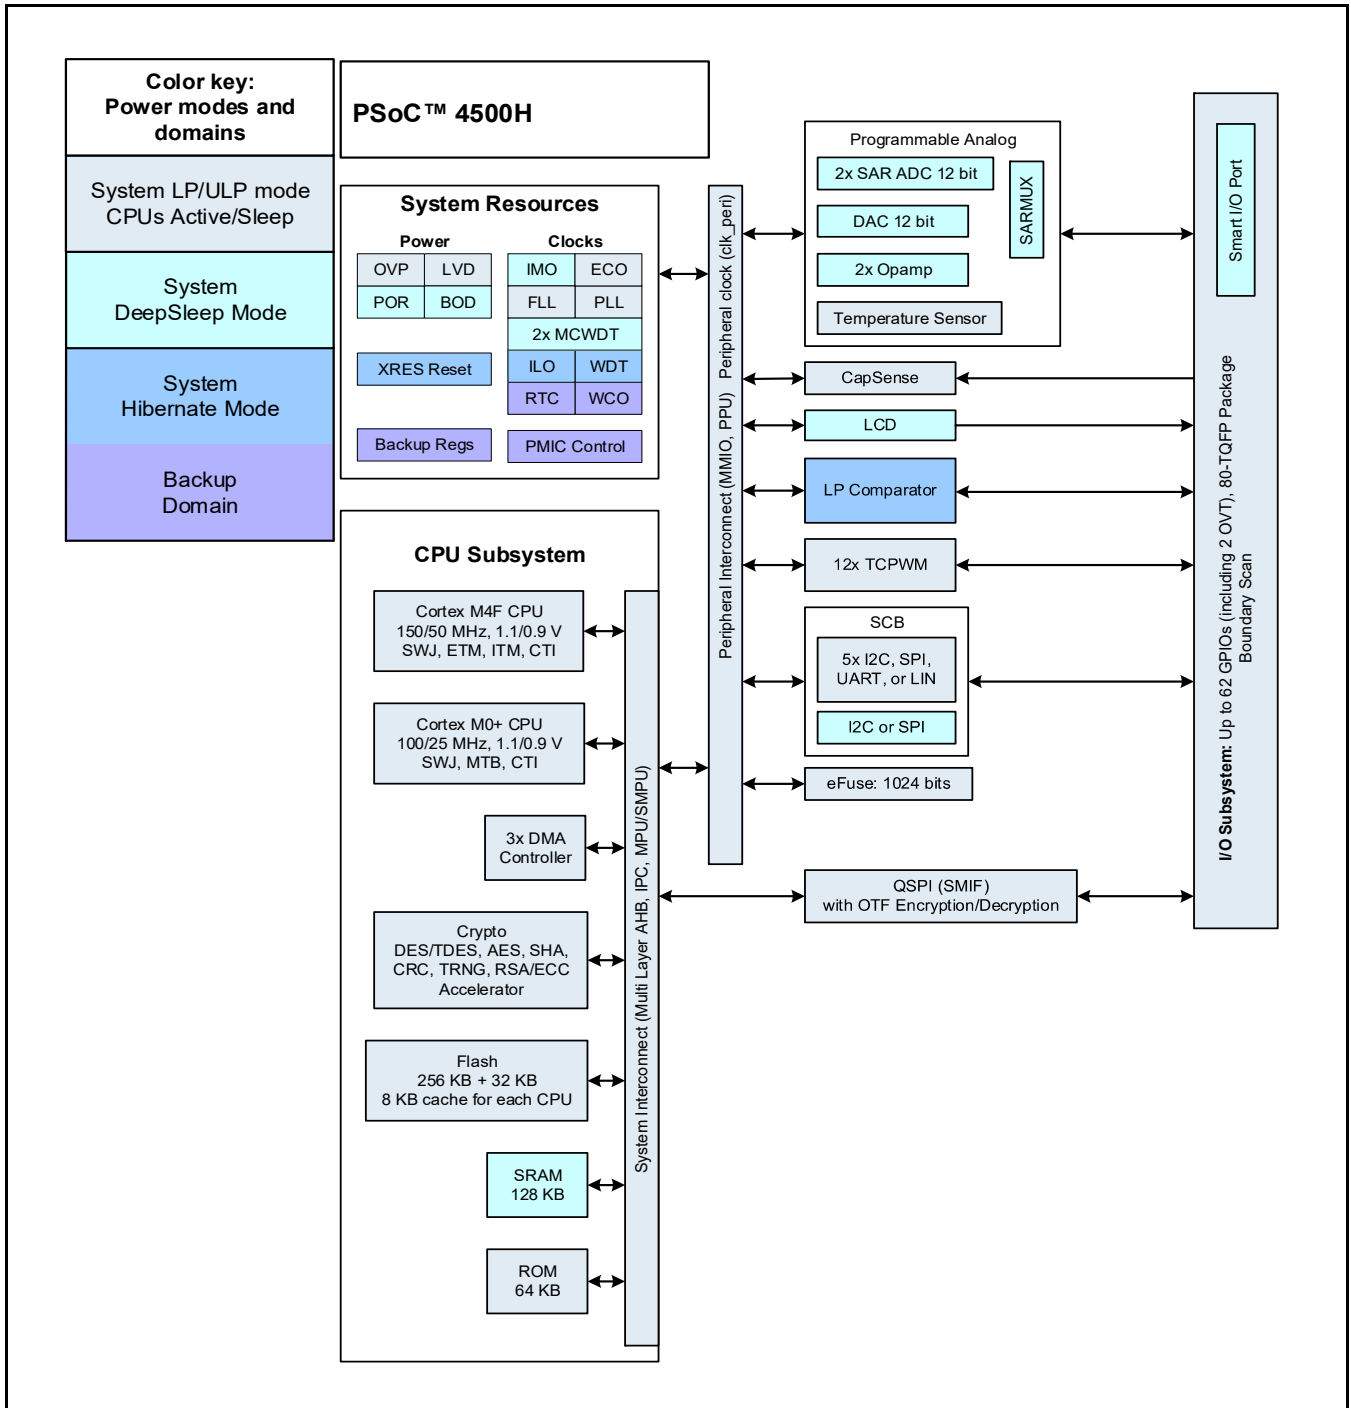 Color key:
Power modes and
domains
System LP/ULP mode
CPUs Active/Sleep
System
DeepSleep Mode
System
Hibernate Mode
Backup
Domain
PSoC™ 4500H
System Resources
Power
Clocks
OVP
LVD
POR
BOD
XRES Reset
Backup Regs
IMO
ECO
FLL
PLL
2x MCWDT
ILO
WDT
RTC
WCO
PMIC Control
CPU Subsystem
Cortex M4F CPU
150/50 MHz, 1.1/0.9 V
SWJ, ETM, ITM, CTI
Cortex M0+ CPU
100/25 MHz, 1.1/0.9 V
SWJ, MTB, CTI
3x DMA
Controller
Crypto
DES/TDES, AES, SHA,
CRC, TRNG, RSA/ECC
Accelerator
Flash
256 KB + 32 KB
8 KB cache for each CPU
SRAM
128 KB
ROM
64 KB
System Interconnect (Multi Layer AHB, IPC, MPU/SMPU)
Peripheral Interconnect (MMIO, PPU) Peripheral clock (clk_peri)
Programmable Analog
2x SAR ADC 12 bit
DAC 12 bit
2x Opamp
Temperature Sensor
SARMUX
CapSense
LCD
LP Comparator
12x TCPWM
SCB
5x I2C, SPI,
UART, or LIN
I2C or SPI
eFuse: 1024 bits
QSPI (SMIF)
with OTF Encryption/Decryption
Smart I/O Port
I/O Subsystem: Up to 62 GPIOs (including 2 OVT), 80-TQFP Package
Boundary Scan